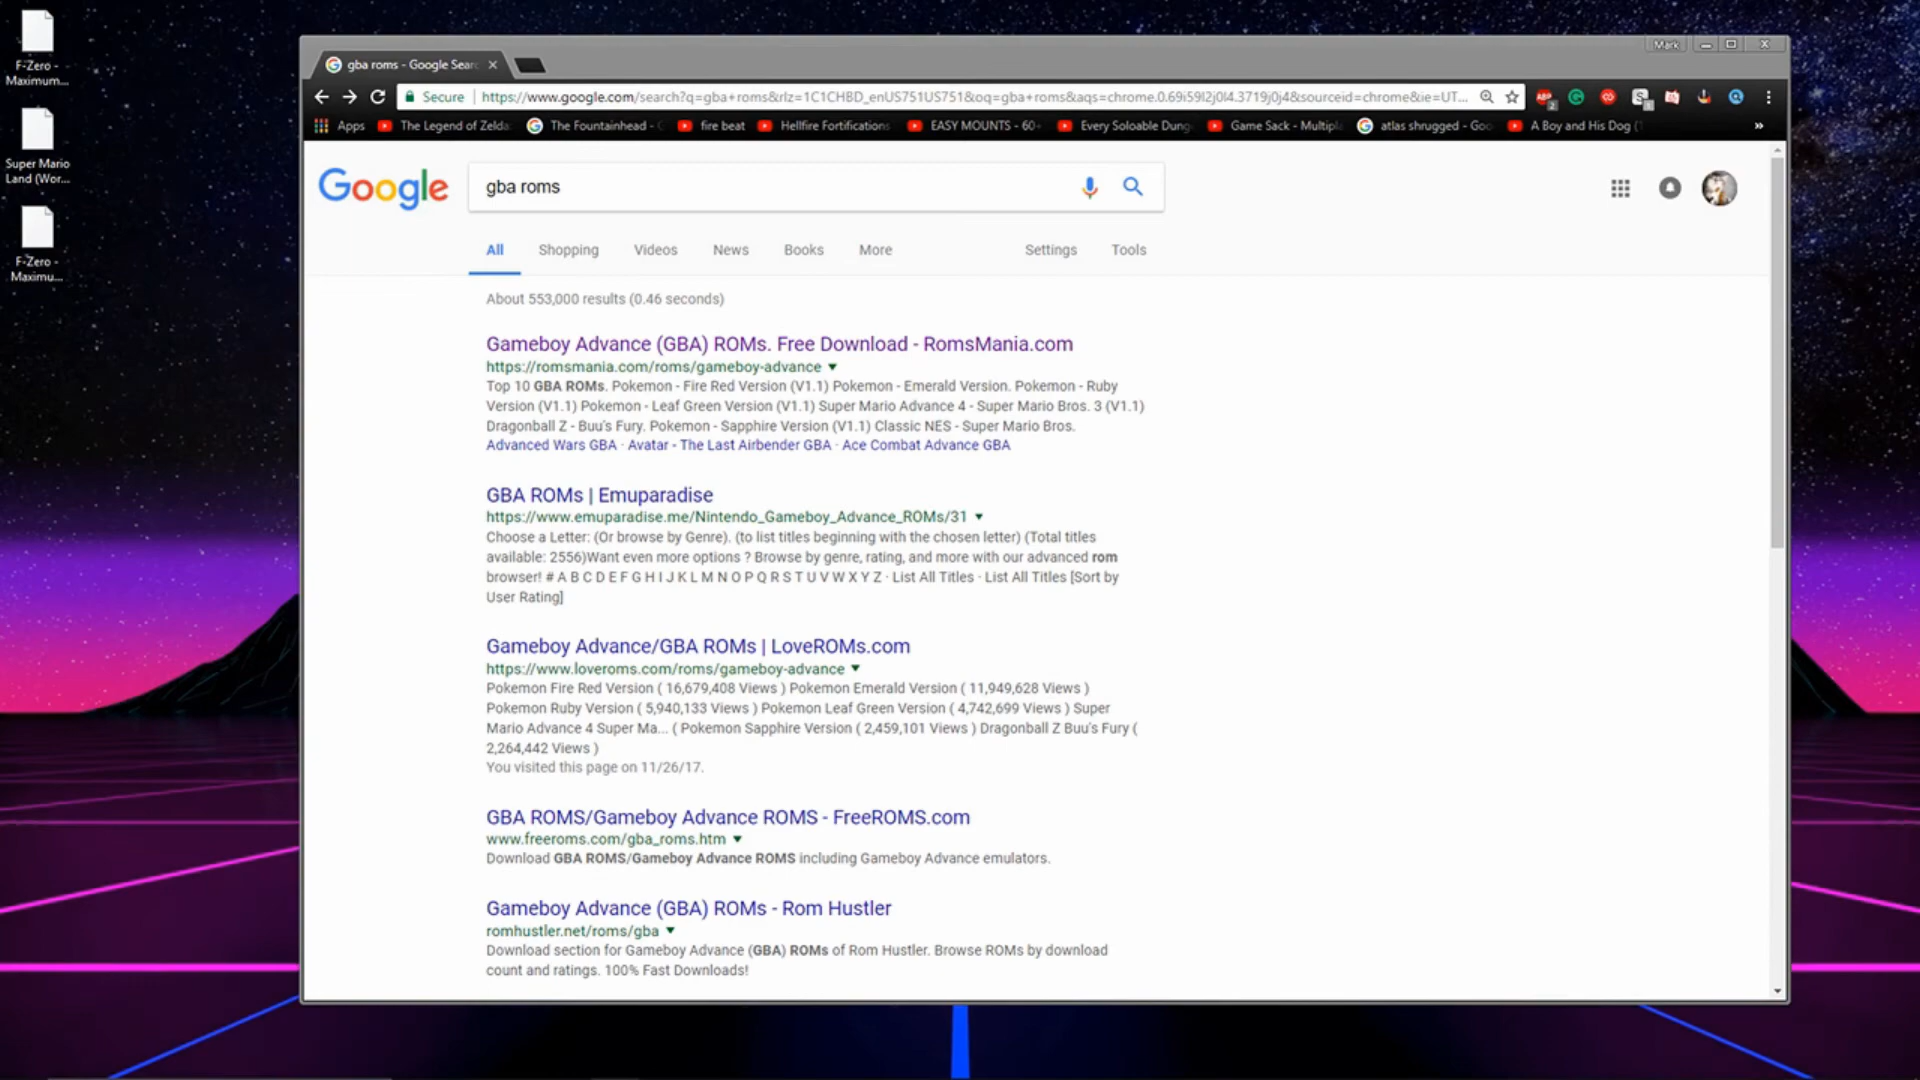 F-Zero -
Maximum...
Super Mario
Land (Wor...
F-Zero -
Maximu...
Mark
gba roms - Google Sear
Secure
https://www.google.com/search?q=gba+roms&rlz=1C1CHBD_enUS751US751&oq=gba+roms&aqs=chrome.0.69i59l2j0l4.3719j0j4&sourceid=chrome&ie=UT...
Apps
The Legend of Zelda
The Fountainhead -
fire beat
Hellfire Fortifications
EASY MOUNTS - 60+
Every Soloable Dung
Game Sack - Multipl
atlas shrugged - Goo
A Boy and His Dog (
»
Google
gba roms
All
Shopping
Videos
News
Books
More
Settings
Tools
About 553,000 results (0.46 seconds)
Gameboy Advance (GBA) ROMs. Free Download - RomsMania.com
https://romsmania.com/roms/gameboy-advance
Top 10 GBA ROMs. Pokemon - Fire Red Version (V1.1) Pokemon - Emerald Version. Pokemon - Ruby
Version (V1.1) Pokemon - Leaf Green Version (V1.1) Super Mario Advance 4 - Super Mario Bros. 3 (V1.1)
Dragonball Z - Buu's Fury. Pokemon - Sapphire Version (V1.1) Classic NES - Super Mario Bros.
Advanced Wars GBA · Avatar - The Last Airbender GBA · Ace Combat Advance GBA
GBA ROMs | Emuparadise
https://www.emuparadise.me/Nintendo_Gameboy_Advance_ROMs/31
Choose a Letter: (Or browse by Genre). (to list titles beginning with the chosen letter) (Total titles
available: 2556)Want even more options ? Browse by genre, rating, and more with our advanced rom
browser! # A B C D E F G H I J K L M N O P Q R S T U V W X Y Z · List All Titles · List All Titles [Sort by
User Rating]
Gameboy Advance/GBA ROMs | LoveROMs.com
https://www.loveroms.com/roms/gameboy-advance
Pokemon Fire Red Version ( 16,679,408 Views ) Pokemon Emerald Version ( 11,949,628 Views )
Pokemon Ruby Version ( 5,940,133 Views ) Pokemon Leaf Green Version ( 4,742,699 Views ) Super
Mario Advance 4 Super Ma... ( Pokemon Sapphire Version ( 2,459,101 Views ) Dragonball Z Buu's Fury (
2,264,442 Views )
You visited this page on 11/26/17.
GBA ROMS/Gameboy Advance ROMS - FreeROMS.com
www.freeroms.com/gba_roms.htm
Download GBA ROMS/Gameboy Advance ROMS including Gameboy Advance emulators.
Gameboy Advance (GBA) ROMs - Rom Hustler
romhustler.net/roms/gba
Download section for Gameboy Advance (GBA) ROMs of Rom Hustler. Browse ROMs by download
count and ratings. 100% Fast Downloads!